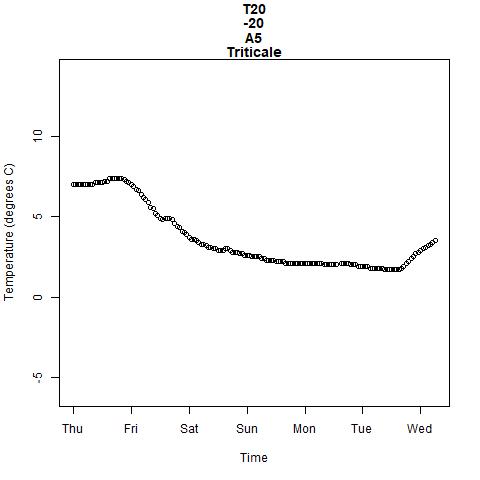 T20
-20
A5
Triticale
Temperature (degrees C)
10
5
0
-5
Thu Fri Sat Sun Mon Tue Wed
Time